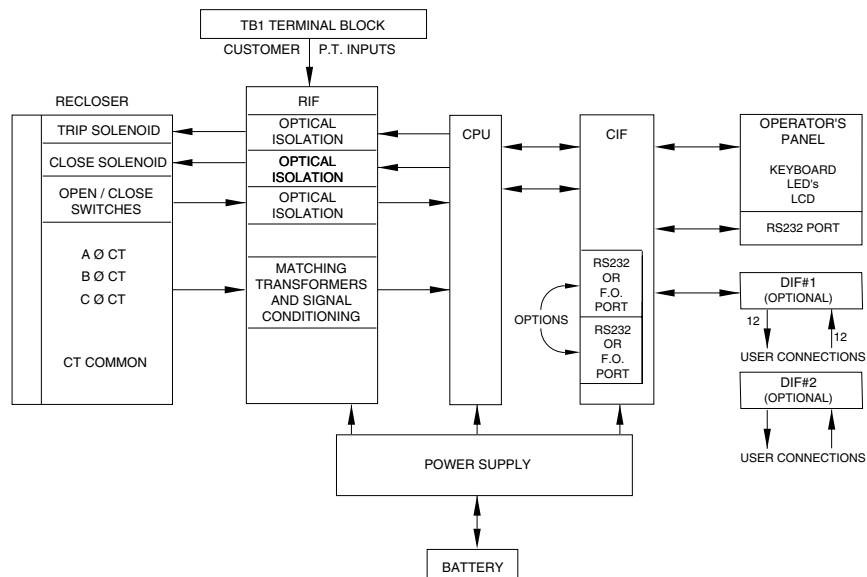 TB1 TERMINAL BLOCK
CUSTOMER P.T. INPUTS
RECLOSER
TRIP SOLENOID
CLOSE SOLENOID
OPEN / CLOSE
SWITCHES
A Ø CT
B Ø CT
C Ø CT
CT COMMON
RIF
OPTICAL
ISOLATION
OPTICAL
ISOLATION
OPTICAL
ISOLATION
MATCHING
TRANSFORMERS
AND SIGNAL
CONDITIONING
CPU
CIF
RS232
OR
F.O.
PORT
OPTIONS
RS232
OR
F.O.
PORT
OPERATOR'S
PANEL
KEYBOARD
LED's
LCD
RS232 PORT
DIF#1
(OPTIONAL)
12
12
USER CONNECTIONS
DIF#2
(OPTIONAL)
USER CONNECTIONS
POWER SUPPLY
BATTERY